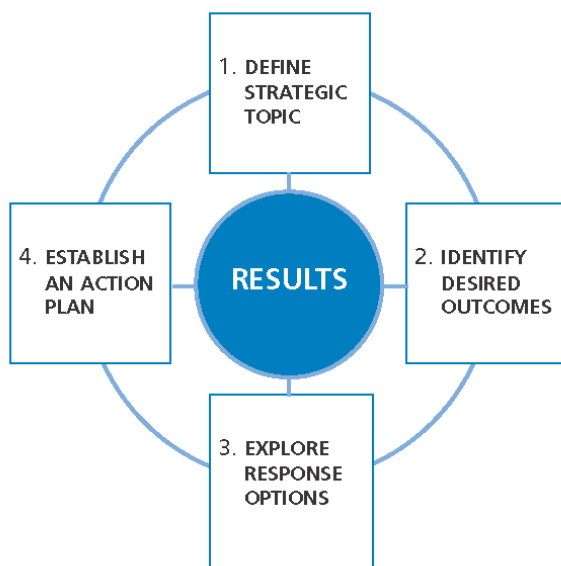 1. DEFINE
STRATEGIC
TOPIC
2. IDENTIFY
DESIRED
OUTCOMES
3. EXPLORE
RESPONSE
OPTIONS
4. ESTABLISH
AN ACTION
PLAN
RESULTS